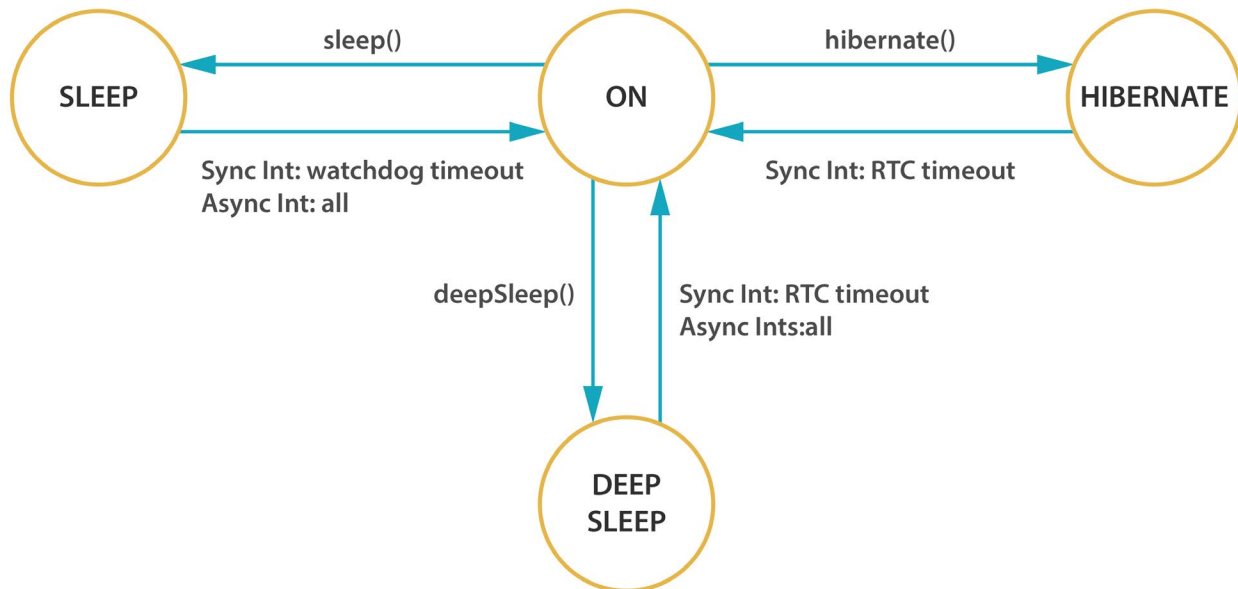 sleep()
hibernate()
SLEEP
ON
HIBERNATE
Sync Int: watchdog timeout
Async Int: all
Sync Int: RTC timeout
deepSleep()
Sync Int: RTC timeout
Async Ints:all
DEEP
SLEEP